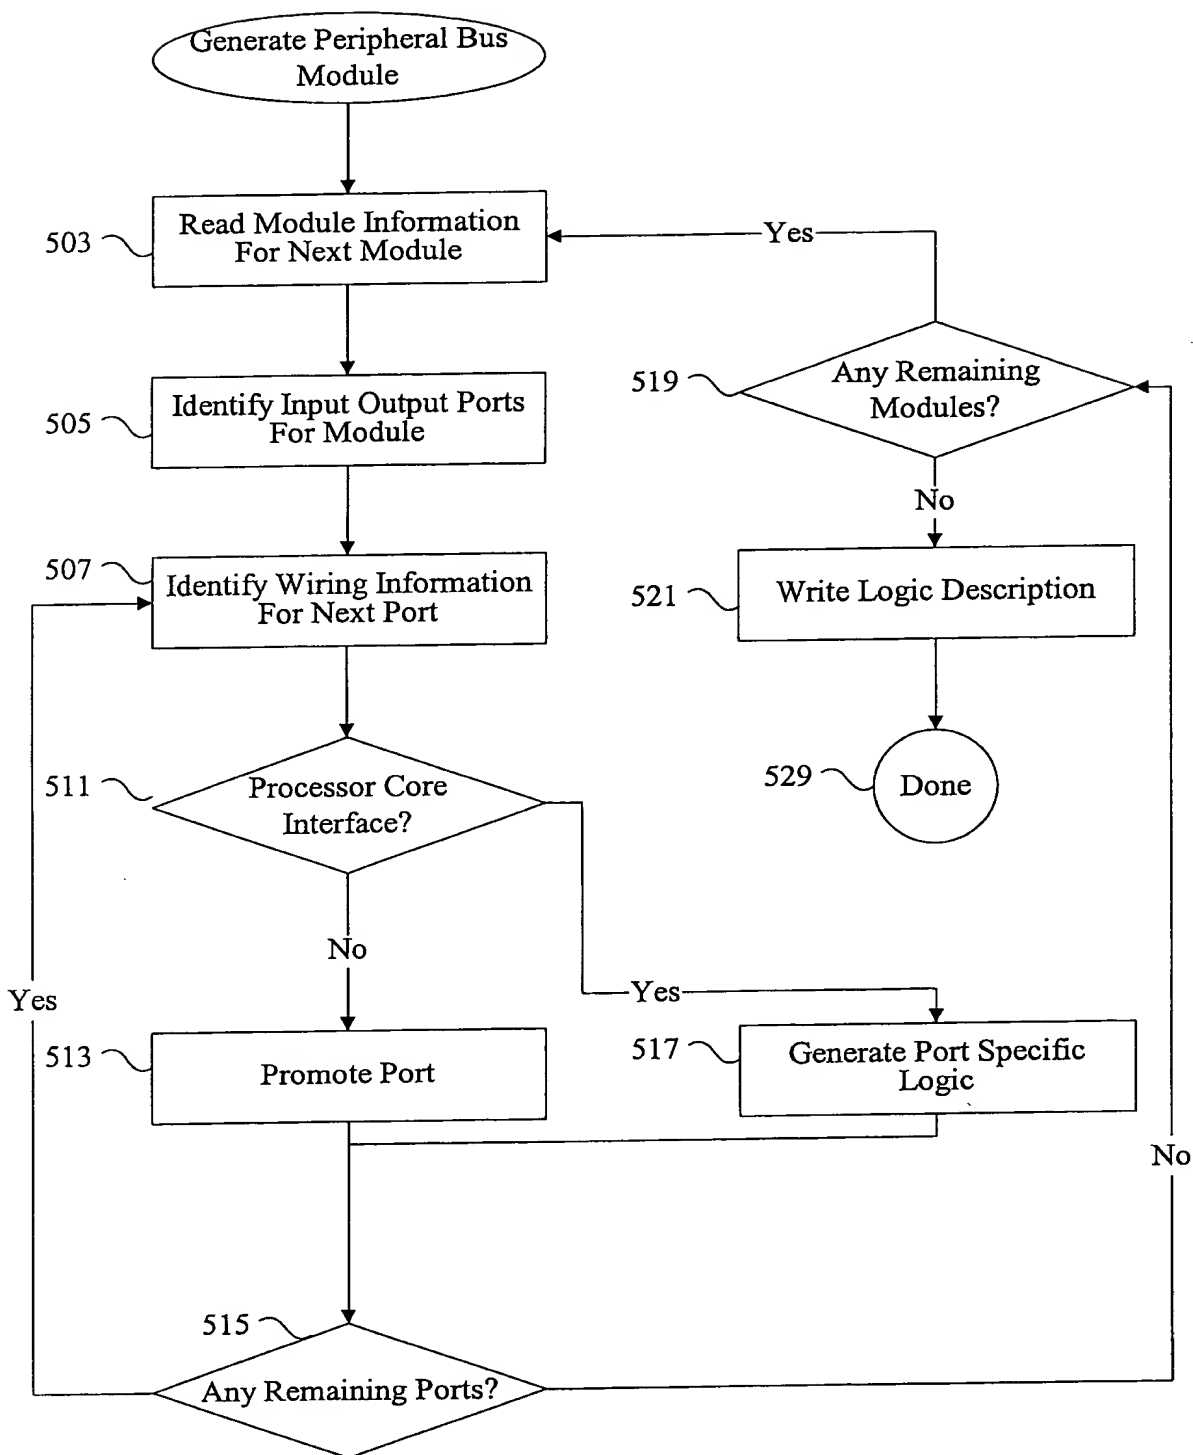 Generate Peripheral Bus
Module
503
Read Module Information
For Next Module
Yes
505
Identify Input Output Ports
For Module
519
Any Remaining
Modules?
507
Identify Wiring Information
For Next Port
No
521
Write Logic Description
511
Processor Core
Interface?
529
Done
No
Yes
Yes
513
Promote Port
517
Generate Port Specific
Logic
No
515
Any Remaining Ports?